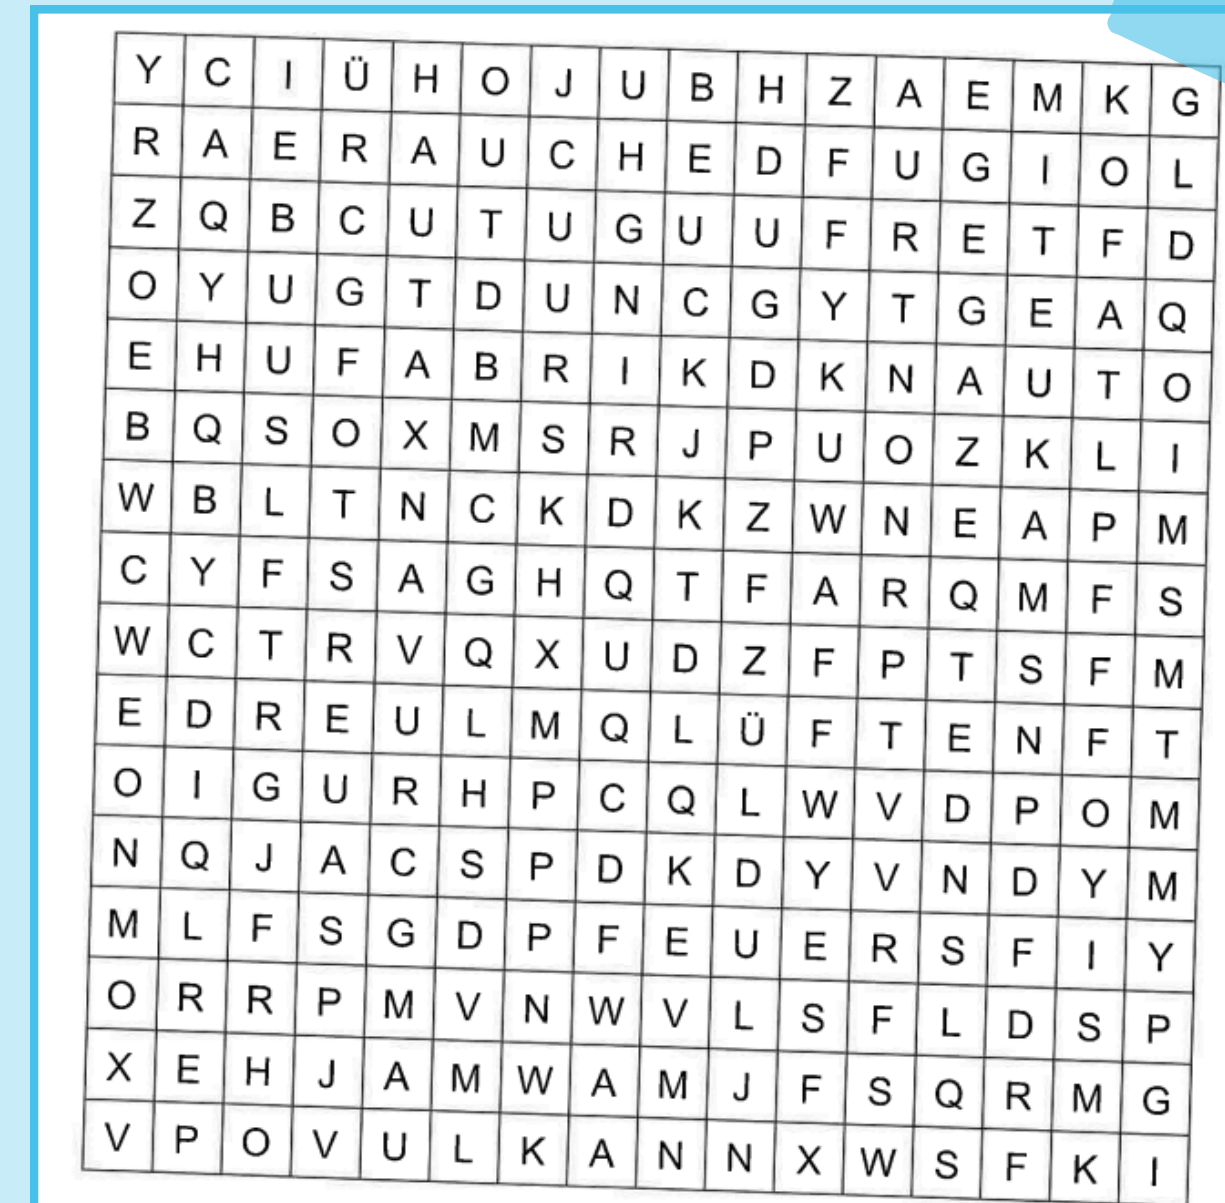 Y C I Ü H O J U B H Z A E M K G
R A E R A U C H E D F U G I O L
Z Q B C U T U G U U F R E T F D
O Y U G T D U N C G Y T G E A Q
E H U F A B R I K D K N A U T O
B Q S O X M S R J P U O Z K L I
W B L T N C K D K Z W N E A P M
C Y F S A G H Q T F A R Q M F S
W C T R V Q X U D Z F P T S F M
E D R E U L M Q L Ü F T E N F T
O I G U R H P C Q L W V D P O M
N Q J A C S P D K D Y V N D Y M
M L F S G D P F E U E R S F I Y
O R R P M V N W V L S F L D S P
X E H J A M W A M J F S Q R M G
V P O V U L K A N N X W S F K I